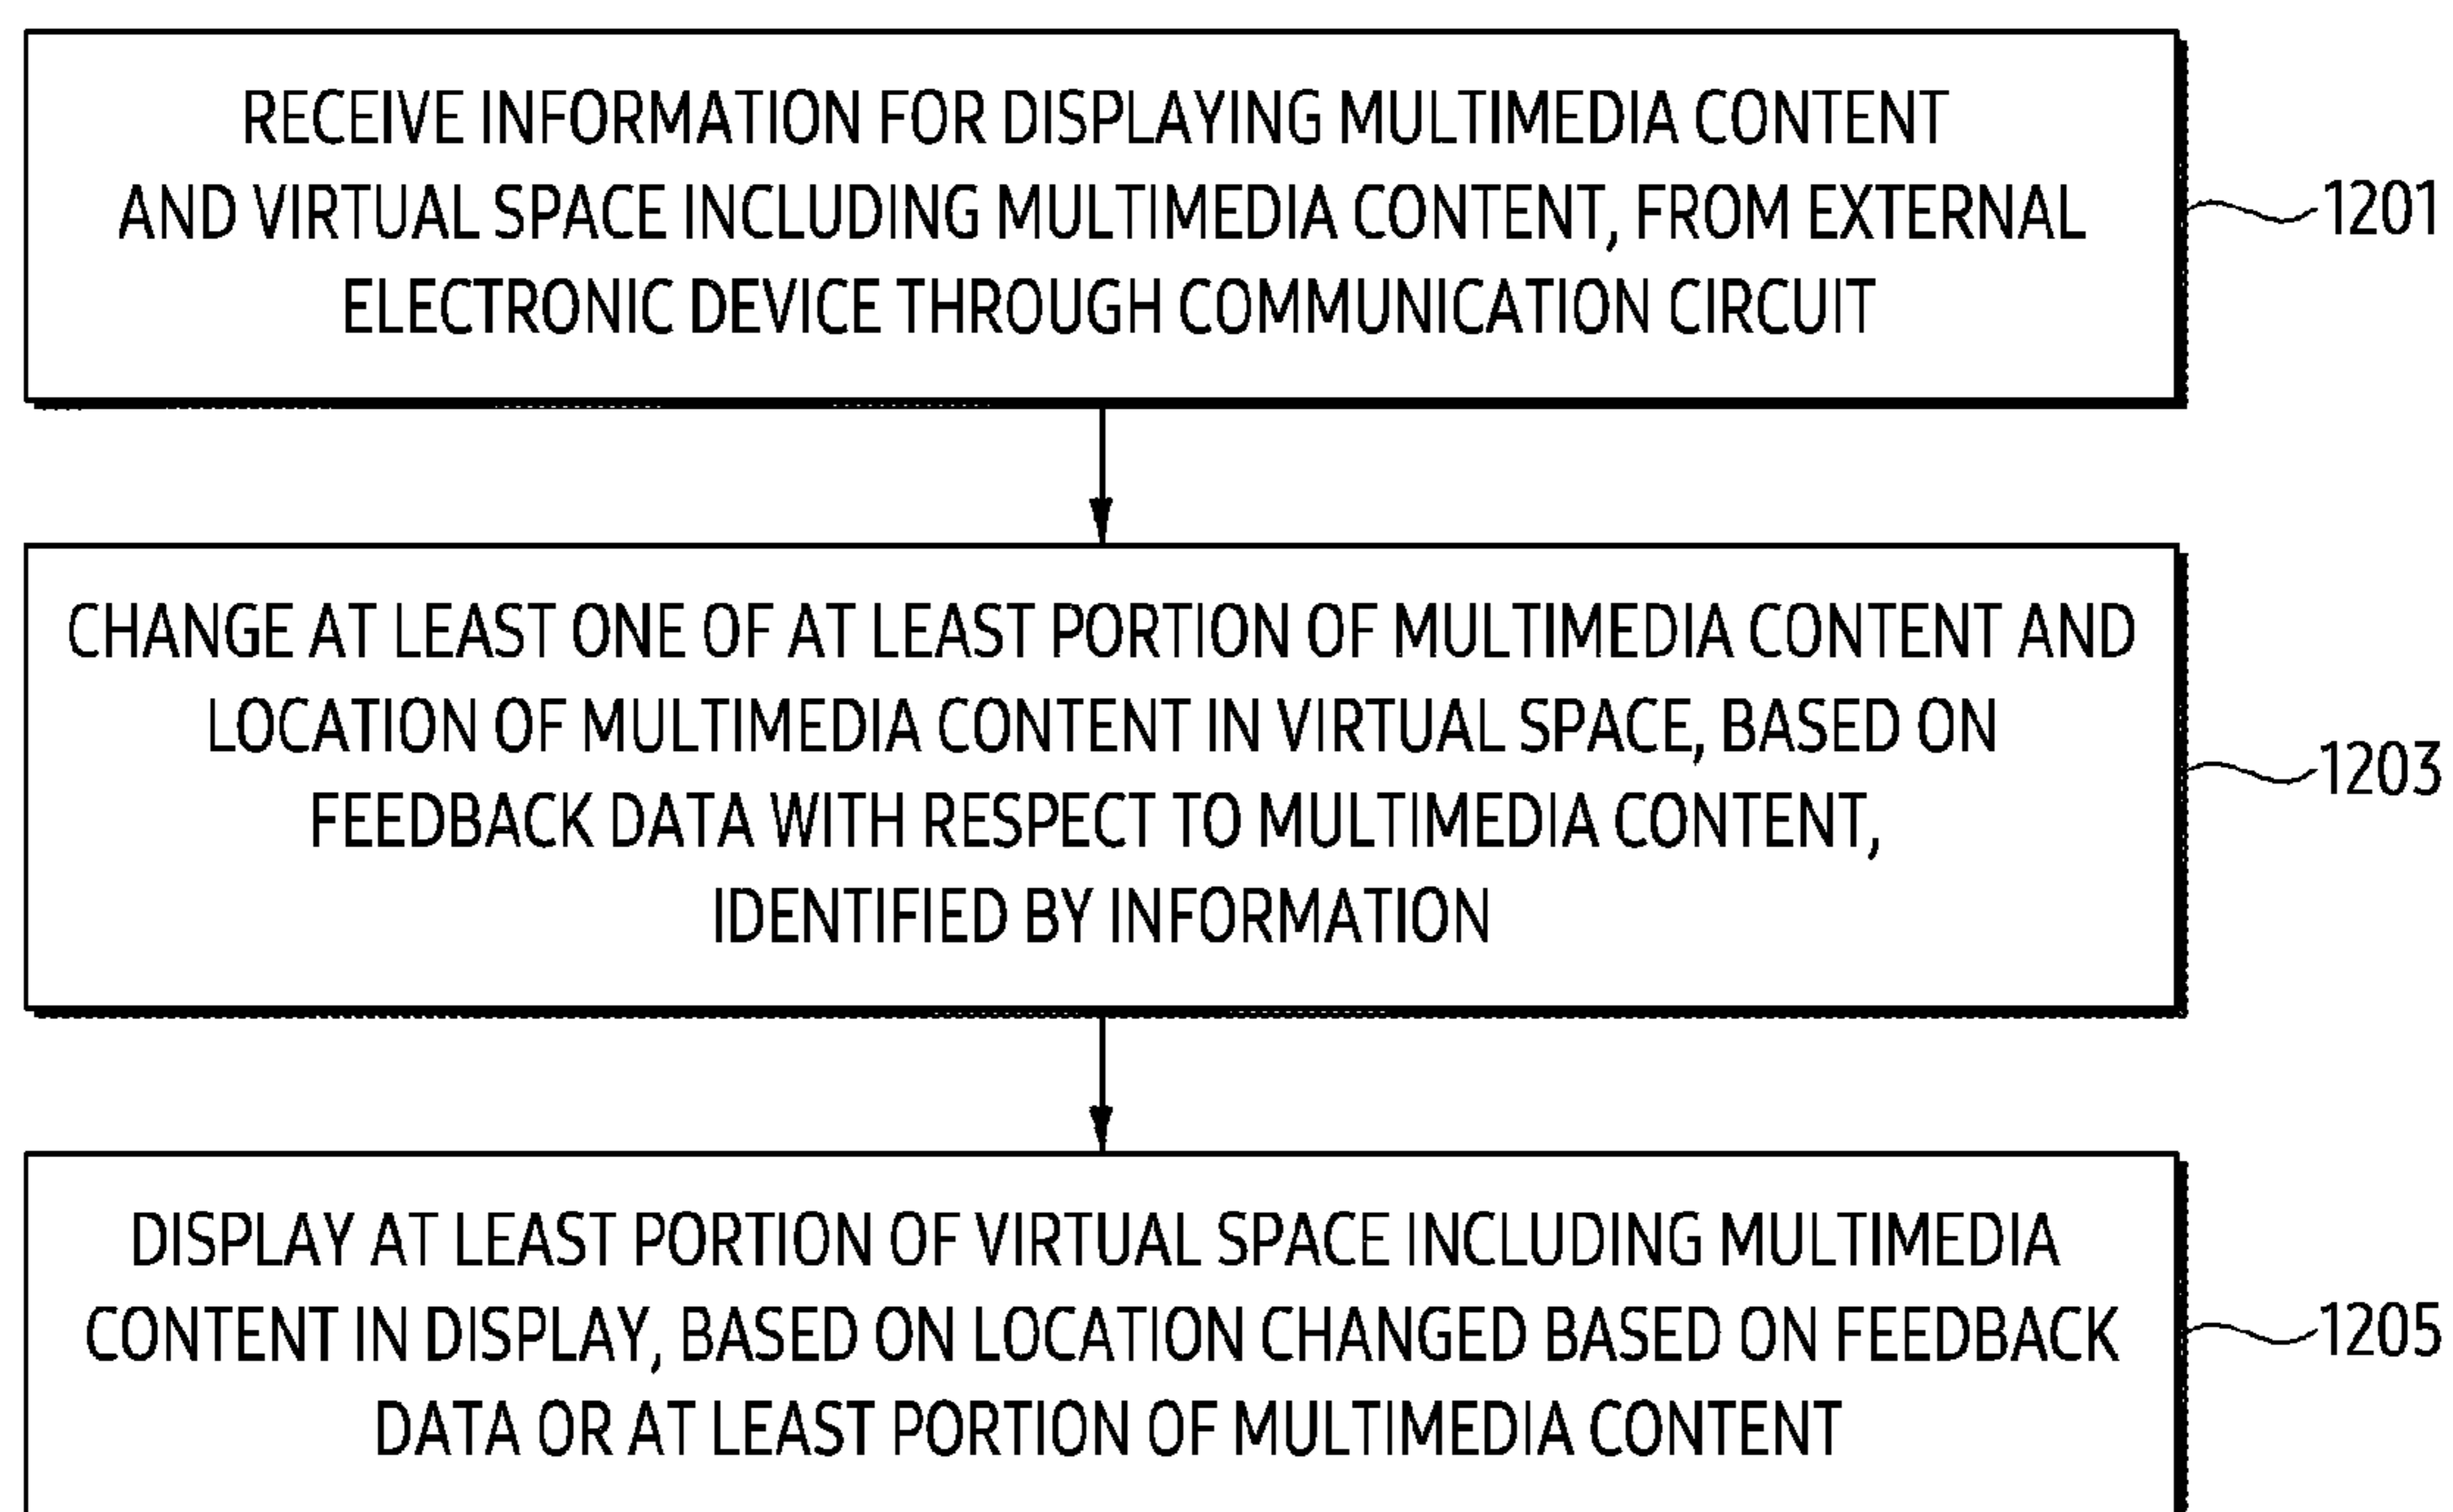 RECEIVE INFORMATION FOR DISPLAYING MULTIMEDIA CONTENT
AND VIRTUAL SPACE INCLUDING MULTIMEDIA CONTENT, FROM EXTERNAL
ELECTRONIC DEVICE THROUGH COMMUNICATION CIRCUIT
1201
CHANGE AT LEAST ONE OF AT LEAST PORTION OF MULTIMEDIA CONTENT AND
LOCATION OF MULTIMEDIA CONTENT IN VIRTUAL SPACE, BASED ON
FEEDBACK DATA WITH RESPECT TO MULTIMEDIA CONTENT,
IDENTIFIED BY INFORMATION
1203
DISPLAY AT LEAST PORTION OF VIRTUAL SPACE INCLUDING MULTIMEDIA
CONTENT IN DISPLAY, BASED ON LOCATION CHANGED BASED ON FEEDBACK
DATA OR AT LEAST PORTION OF MULTIMEDIA CONTENT
1205